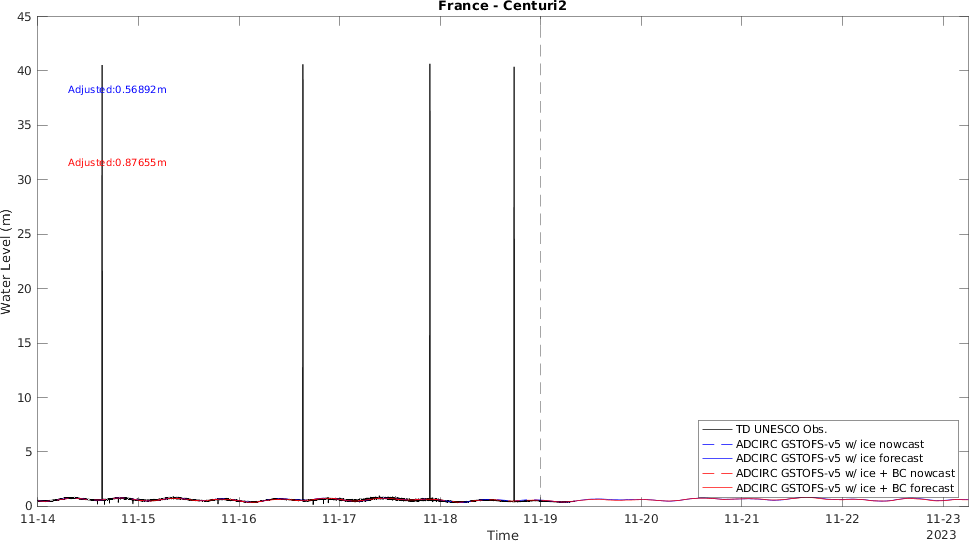 France - Centuri2
45
40
35
30
25
20
15
10
5
0
Water Level (m)
Adjusted:0.56892m
Adjusted:0.87655m
TD UNESCO Obs.
ADCIRC GSTOFS-v5 w/ ice nowcast
ADCIRC GSTOFS-v5 w/ ice forecast
ADCIRC GSTOFS-v5 w/ ice + BC nowcast
ADCIRC GSTOFS-v5 w/ ice + BC forecast
11-14 11-15 11-16 11-17 11-18 11-19 11-20 11-21 11-22 11-23
Time
2023